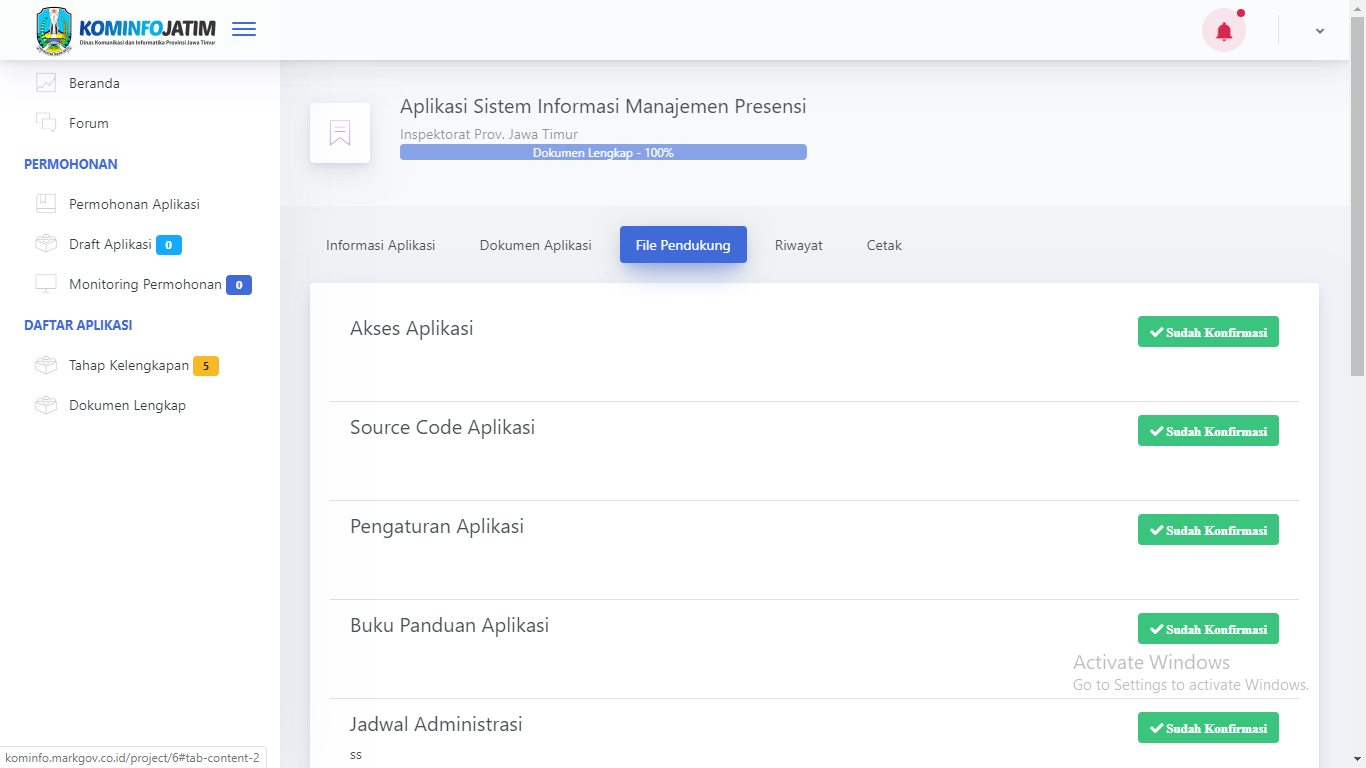 KOMINFOJATIM
Dinas Komunikasi dan Informatika Provinsi Jawa Timur
Beranda
Forum
PERMOHONAN
Permohonan Aplikasi
Draft Aplikasi 0
Monitoring Permohonan 0
DAFTAR APLIKASI
Tahap Kelengkapan 5
Dokumen Lengkap
Aplikasi Sistem Informasi Manajemen Presensi
Inspektorat Prov. Jawa Timur
Dokumen Lengkap - 100%
Informasi Aplikasi Dokumen Aplikasi File Pendukung Riwayat Cetak
Akses Aplikasi Sudah Konfirmasi
Source Code Aplikasi Sudah Konfirmasi
Pengaturan Aplikasi Sudah Konfirmasi
Buku Panduan Aplikasi Sudah Konfirmasi
Activate Windows
Go to Settings to activate Windows.
Jadwal Administrasi Sudah Konfirmasi
ss
kominfo.markgov.co.id/project/6#tab-content-2